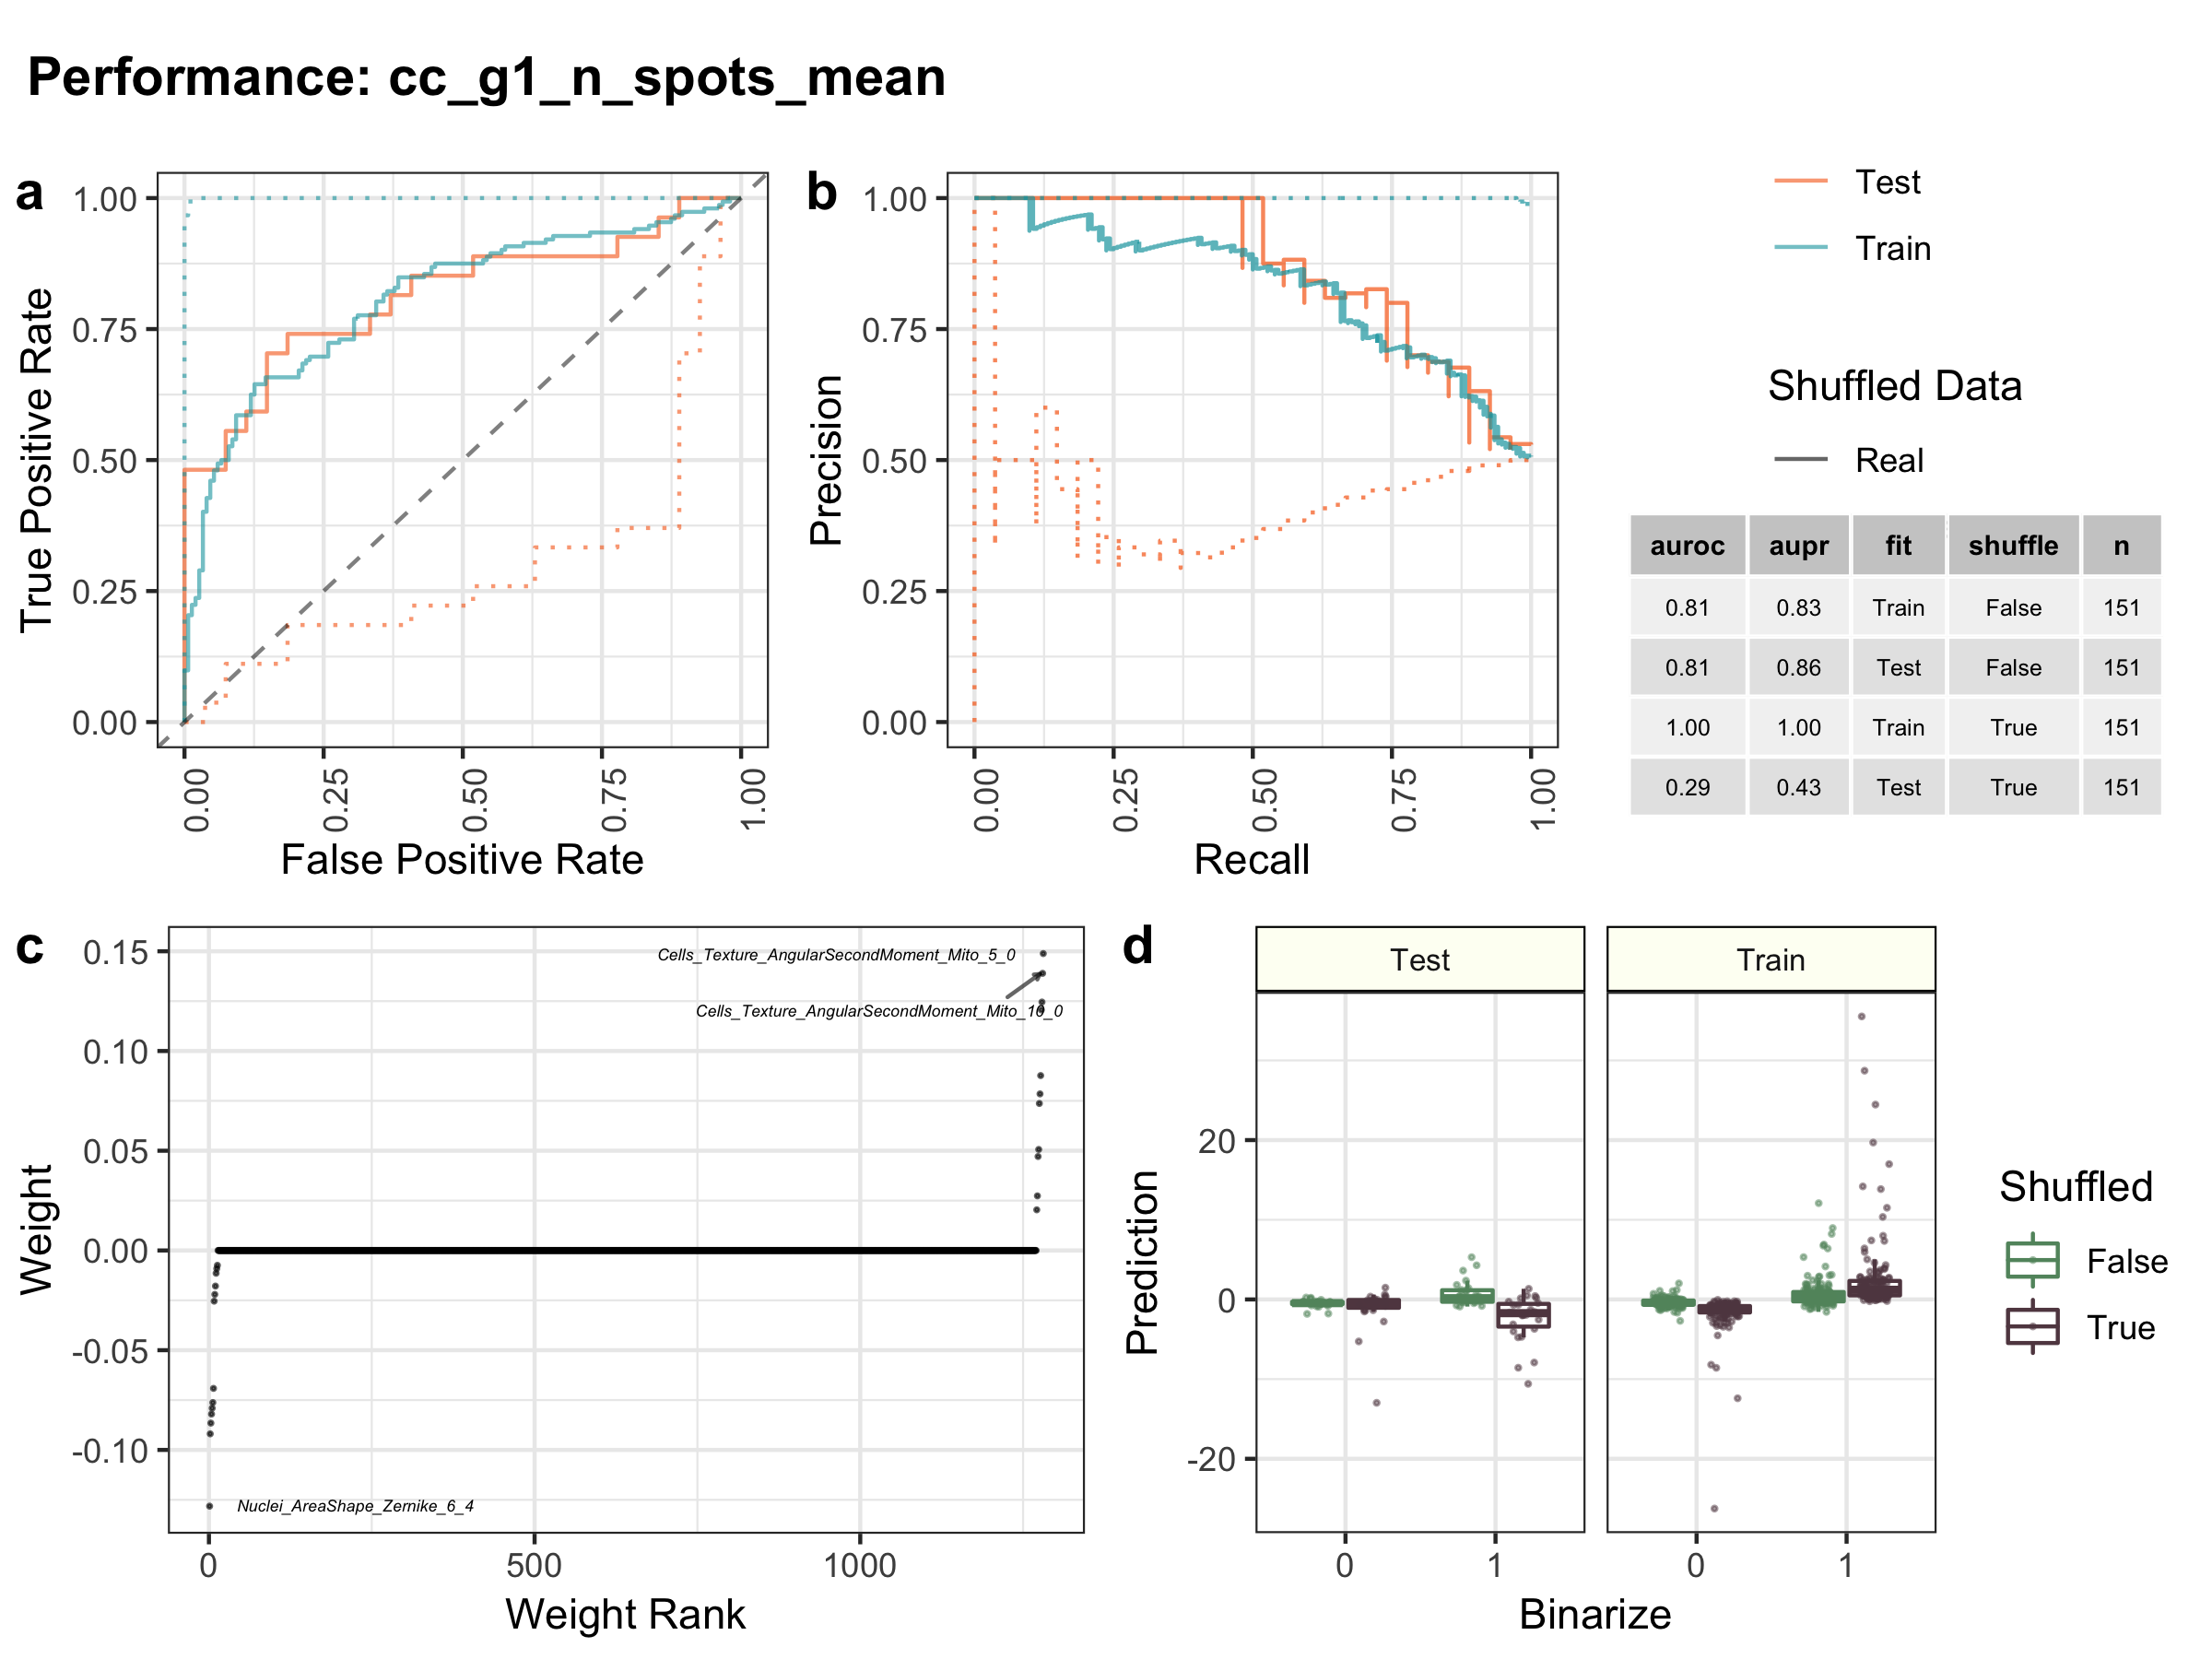 Performance: cc_g1_n_spots_mean
a
1.00
0.75
0.50
0.25
0.00
True Positive Rate
0.00
0.25
0.50
0.75
1.00
False Positive Rate
b
1.00
0.75
0.50
0.25
0.00
Precision
0.00
0.25
0.50
0.75
1.00
Recall
Test
Train
Shuffled Data
Real
auroc aupr fit shuffle n
0.81 0.83 Train False 151
0.81 0.86 Test False 151
1.00 1.00 Train True 151
0.29 0.43 Test True 151
c
0.15
0.10
0.05
0.00
-0.05
-0.10
Weight
Cells_Texture_AngularSecondMoment_Mito_5_0
Cells_Texture_AngularSecondMoment_Mito_10_0
Nuclei_AreaShape_Zernike_6_4
0
500
1000
Weight Rank
d
Test
Train
20
0
-20
Prediction
0
1
0
1
Binarize
Shuffled
False
True